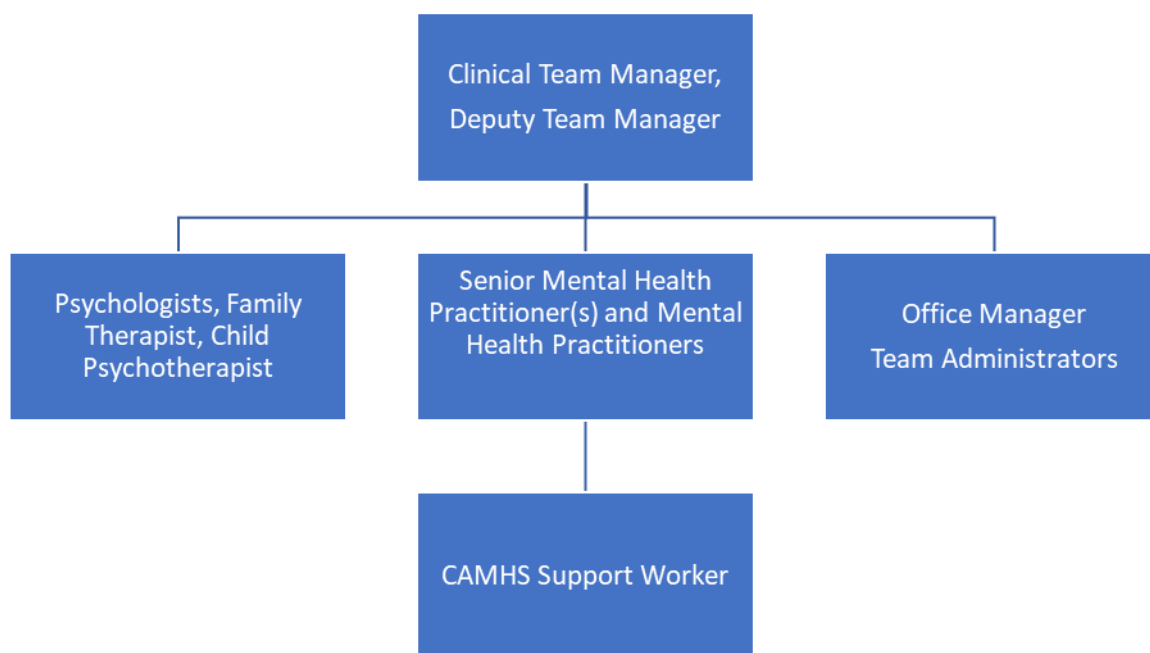 Clinical Team Manager,
Deputy Team Manager
Psychologists, Family
Therapist, Child
Psychotherapist
Senior Mental Health
Practitioner(s) and Mental
Health Practitioners
Office Manager
Team Administrators
CAMHS Support Worker